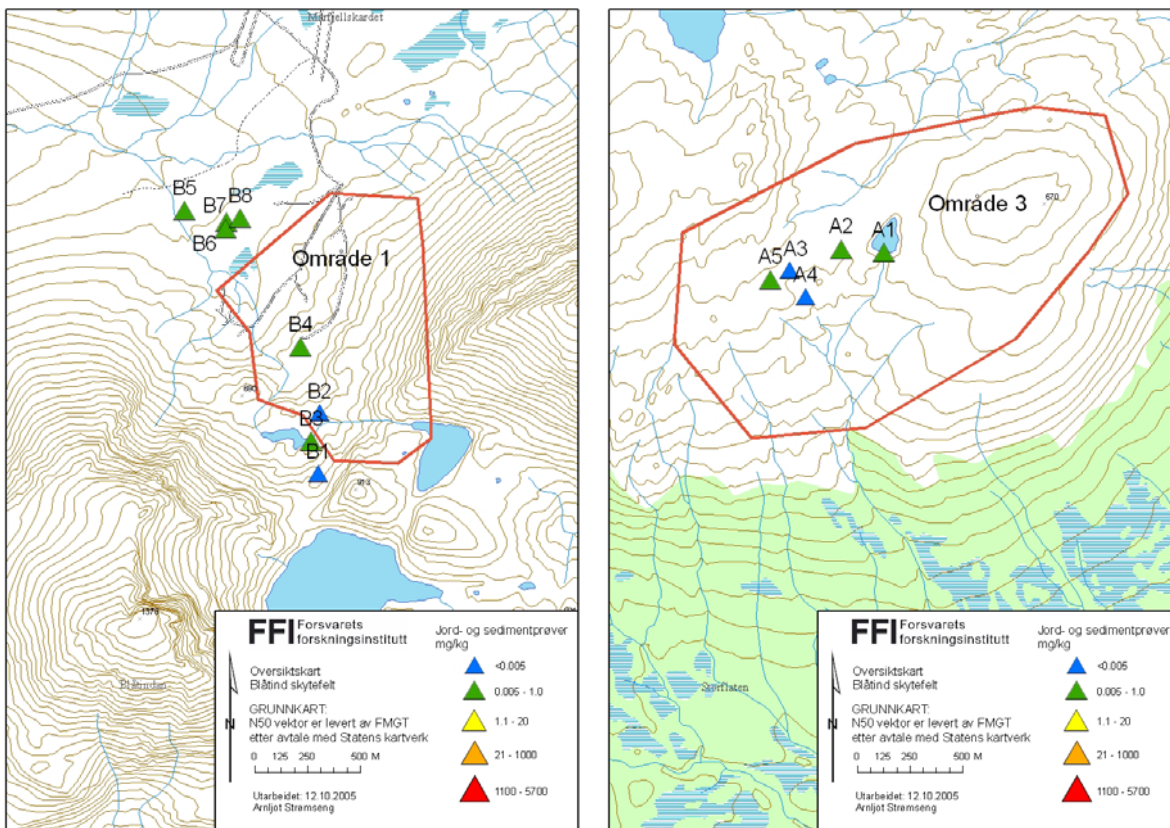 Mårfjellskardet
B5
B8
B7
B6
Område 1
B4
695
B2
B3
B1
913
1378
Blåtinden
FFI Forsvarets
forskningsinstitutt
Oversiktskart
Blåtind skytefelt
GRUNNKART:
N50 vektor er levert av FMGT
etter avtale med Statens kartverk
N
0 125 250 500 M
Utarbeidet: 12.10.2005
Arnljot Strømseng
Jord- og sedimentprøver
mg/kg
<0.005
0.005 - 1.0
1.1 - 20
21 - 1000
1100 - 5700
Område 3
670
A2
A1
A3
A5
A4
Storflaten
FFI Forsvarets
forskningsinstitutt
Oversiktskart
Blåtind skytefelt
GRUNNKART:
N50 vektor er levert av FMGT
etter avtale med Statens kartverk
N
0 125 250 500 M
Utarbeidet: 12.10.2005
Arnljot Strømseng
Jord- og sedimentprøver
mg/kg
<0.005
0.005 - 1.0
1.1 - 20
21 - 1000
1100 - 5700